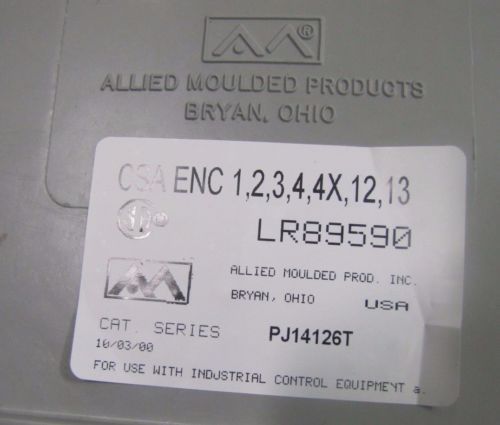 ALLIED MOULDED PRODUCTS
BRYAN, OHIO
CSA ENC 1,2,3,4,4X,12,13
LR89590
ALLIED MOULDED PROD. INC.
BRYAN, OHIO USA
CAT. SERIES PJ14126T
10/03/00
FOR USE WITH INDUSTRIAL CONTROL EQUIPMENT a.